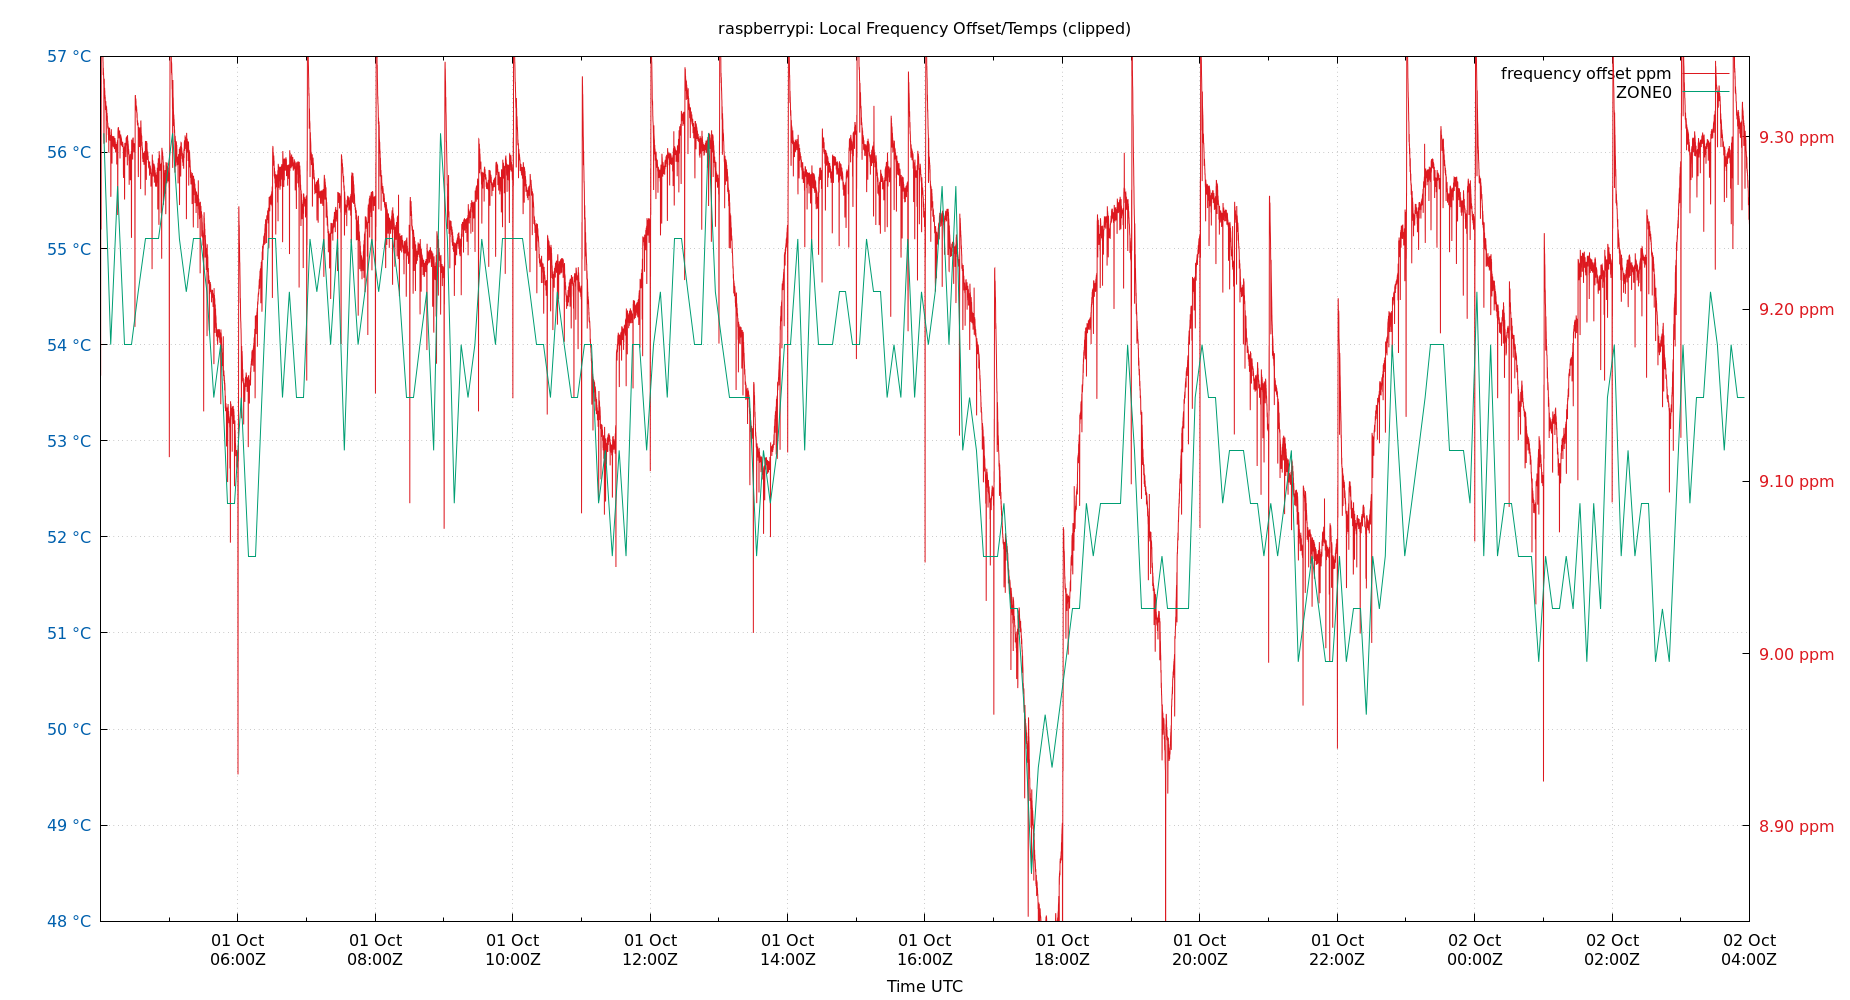 raspberrypi: Local Frequency Offset/Temps (clipped)
57 °C
56 °C
55 °C
54 °C
53 °C
52 °C
51 °C
50 °C
49 °C
48 °C
frequency offset ppm
ZONE0
9.30 ppm
9.20 ppm
9.10 ppm
9.00 ppm
8.90 ppm
01 Oct
06:00Z
01 Oct
08:00Z
01 Oct
10:00Z
01 Oct
12:00Z
01 Oct
14:00Z
01 Oct
16:00Z
01 Oct
18:00Z
01 Oct
20:00Z
01 Oct
22:00Z
02 Oct
00:00Z
02 Oct
02:00Z
02 Oct
04:00Z
Time UTC